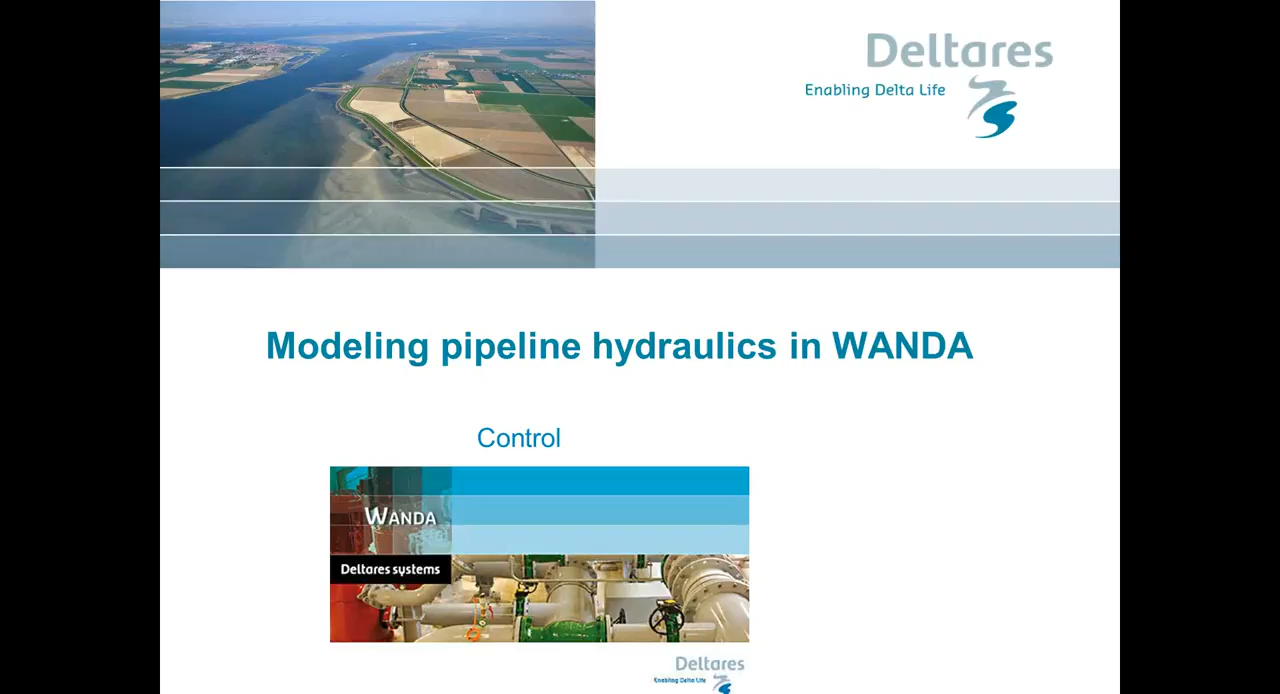 Deltares
Enabling Delta Life
Modeling pipeline hydraulics in WANDA
Control
WANDA
Deltares systems
Deltares
Enabling Delta Life